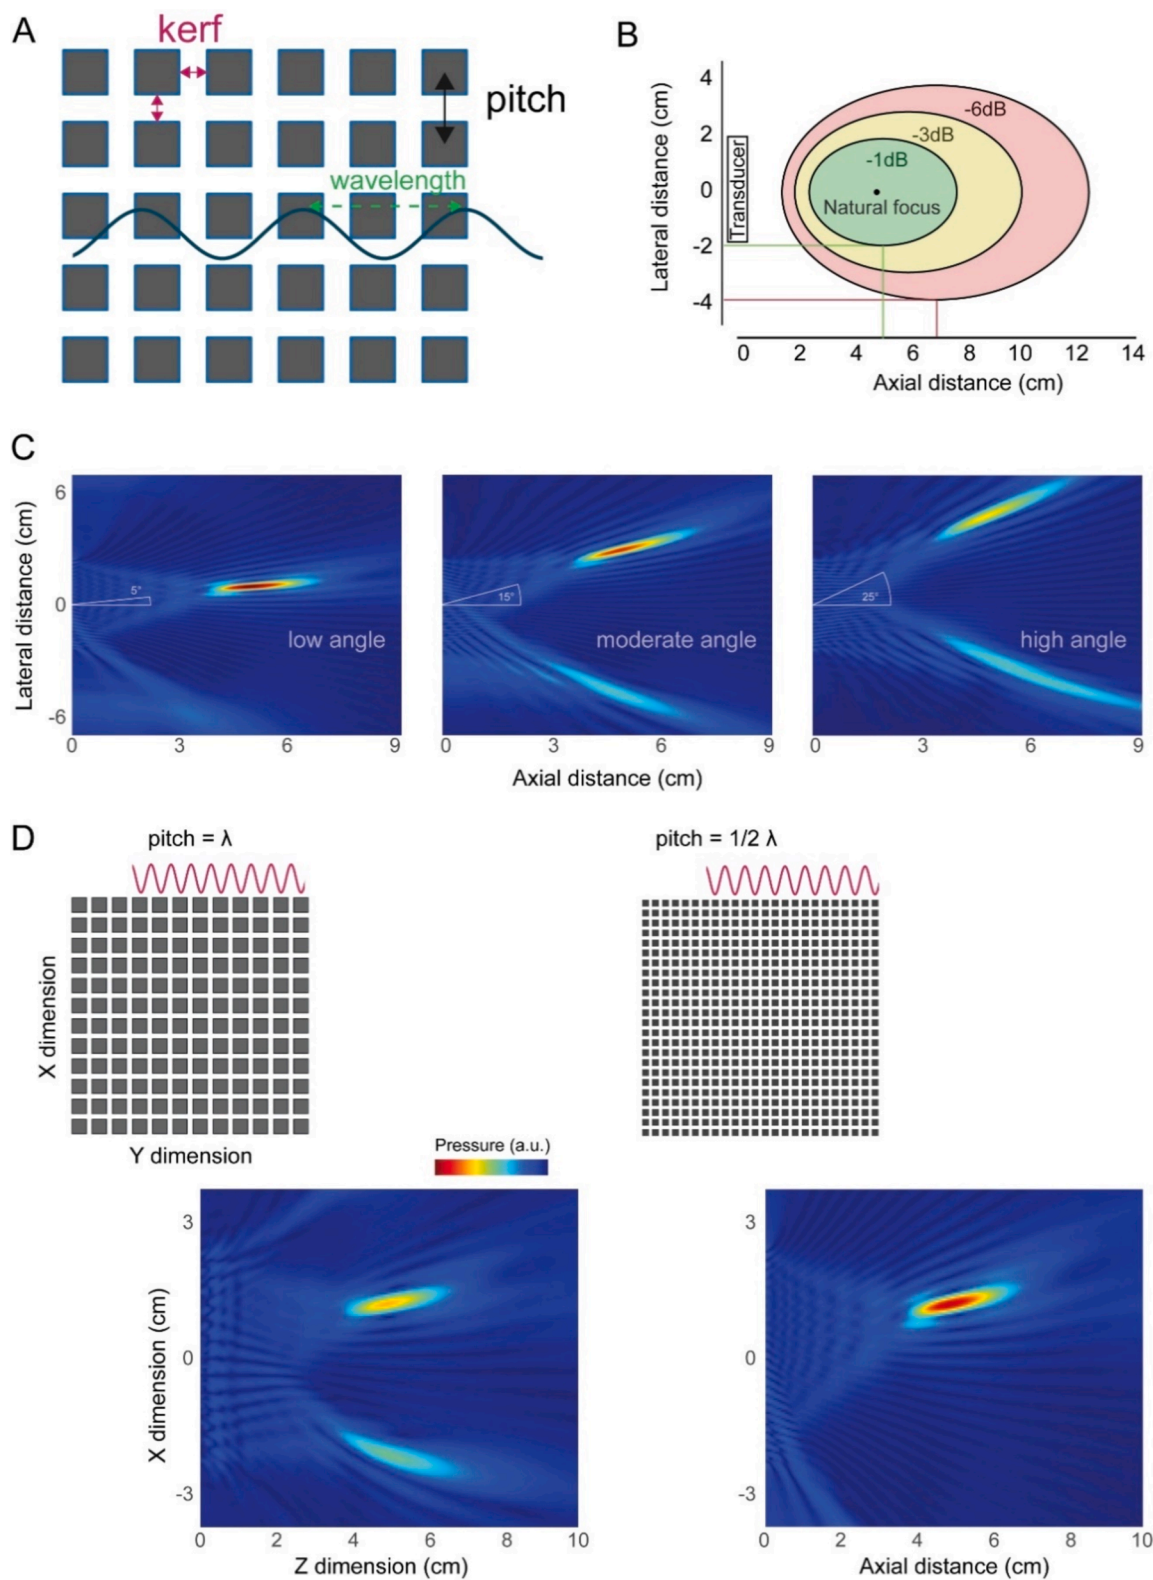 A
kerf
pitch
wavelength
B
Lateral distance (cm)
4
2
0
-2
-4
Transducer
-6dB
-3dB
-1dB
Natural focus
0 2 4 6 8 10 12 14
Axial distance (cm)
C
Lateral distance (cm)
6
0
-6
5°
low angle
15°
moderate angle
25°
high angle
0 3 6 9
0 3 6 9
0 3 6 9
Axial distance (cm)
D
pitch = λ
pitch = 1/2 λ
X dimension
Y dimension
Pressure (a.u.)
X dimension (cm)
3
0
-3
0 2 4 6 8 10
Z dimension (cm)
3
0
-3
0 2 4 6 8 10
Axial distance (cm)